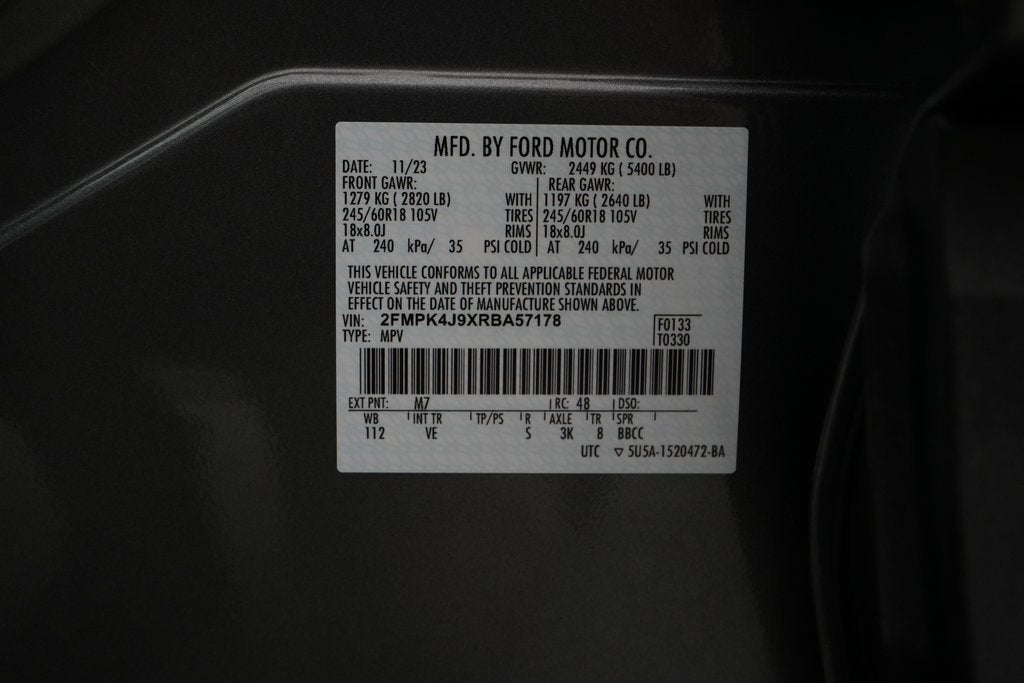 MFD. BY FORD MOTOR CO.
DATE: 11/23 GVWR: 2449 KG ( 5400 LB)
FRONT GAWR: REAR GAWR:
1279 KG ( 2820 LB) WITH 1197 KG ( 2640 LB) WITH
245/60R18 105V TIRES 245/60R18 105V TIRES
18x8.0J RIMS 18x8.0J RIMS
AT 240 kPa/ 35 PSI COLD AT 240 kPa/ 35 PSI COLD
THIS VEHICLE CONFORMS TO ALL APPLICABLE FEDERAL MOTOR
VEHICLE SAFETY AND THEFT PREVENTION STANDARDS IN
EFFECT ON THE DATE OF MANUFACTURE SHOWN ABOVE.
VIN: 2FMPK4J9XRBA57178 F0133
TYPE: MPV T0330
EXT PNT: M7 RC: 48 DSO:
WB INT TR TP/PS R AXLE TR SPR
112 VE S 3K 8 BBCC
UTC ▽ 5U5A-1520472-BA